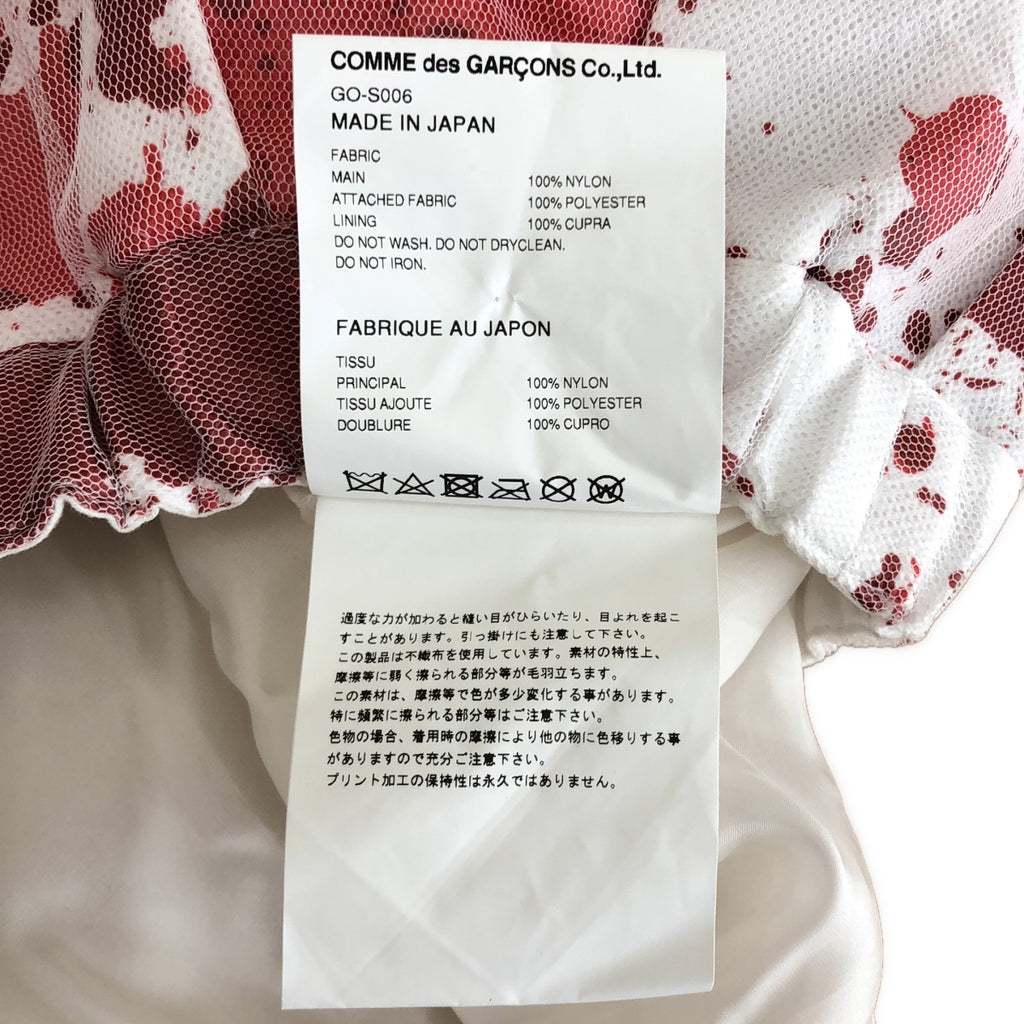 COMME des GARÇONS Co.,Ltd.
GO-S006
MADE IN JAPAN
FABRIC
MAIN 100% NYLON
ATTACHED FABRIC 100% POLYESTER
LINING 100% CUPRA
DO NOT WASH. DO NOT DRYCLEAN.
DO NOT IRON.
FABRIQUE AU JAPON
TISSU
PRINCIPAL 100% NYLON
TISSU AJOUTE 100% POLYESTER
DOUBLURE 100% CUPRO
W
過度な力が加わると縫い目がひらいたり、目よれを起こ
すことがあります。引っ掛けにも注意して下さい。
この製品は不織布を使用しています。素材の特性上、
摩擦等に弱く擦られる部分等が毛羽立ちます。
この素材は、摩擦等で色が多少変化する事があります。
特に頻繁に擦られる部分等はご注意下さい。
色物の場合、着用時の摩擦により他の物に色移りする事
がありますので充分ご注意下さい。
プリント加工の保持性は永久ではありません。